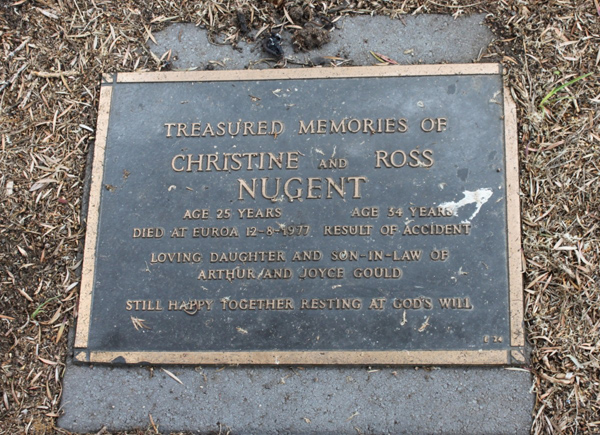 TREASURED MEMORIES OF
CHRISTINE AND ROSS
NUGENT
AGE 25 YEARS AGE 34 YEARS
DIED AT EUROA 12-8-1977 RESULT OF ACCIDENT
LOVING DAUGHTER AND SON-IN-LAW OF
ARTHUR AND JOYCE GOULD
STILL HAPPY TOGETHER RESTING AT GOD'S WILL